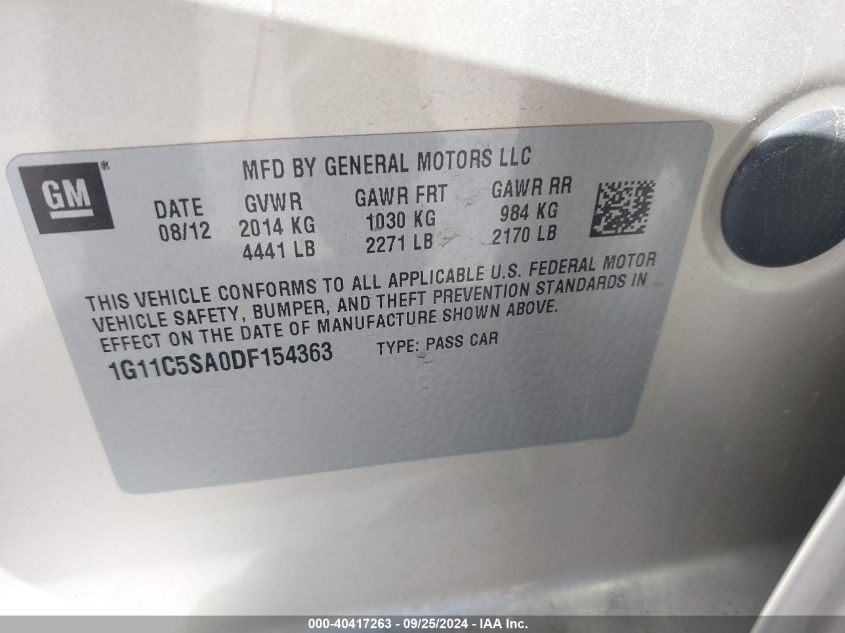 GM®
MFD BY GENERAL MOTORS LLC
DATE GVWR GAWR FRT GAWR RR
08/12 2014 KG 1030 KG 984 KG
4441 LB 2271 LB 2170 LB
THIS VEHICLE CONFORMS TO ALL APPLICABLE U.S. FEDERAL MOTOR
VEHICLE SAFETY, BUMPER, AND THEFT PREVENTION STANDARDS IN
EFFECT ON THE DATE OF MANUFACTURE SHOWN ABOVE.
1G11C5SA0DF154363 TYPE: PASS CAR
000-40417263 - 09/25/2024 - IAA Inc.